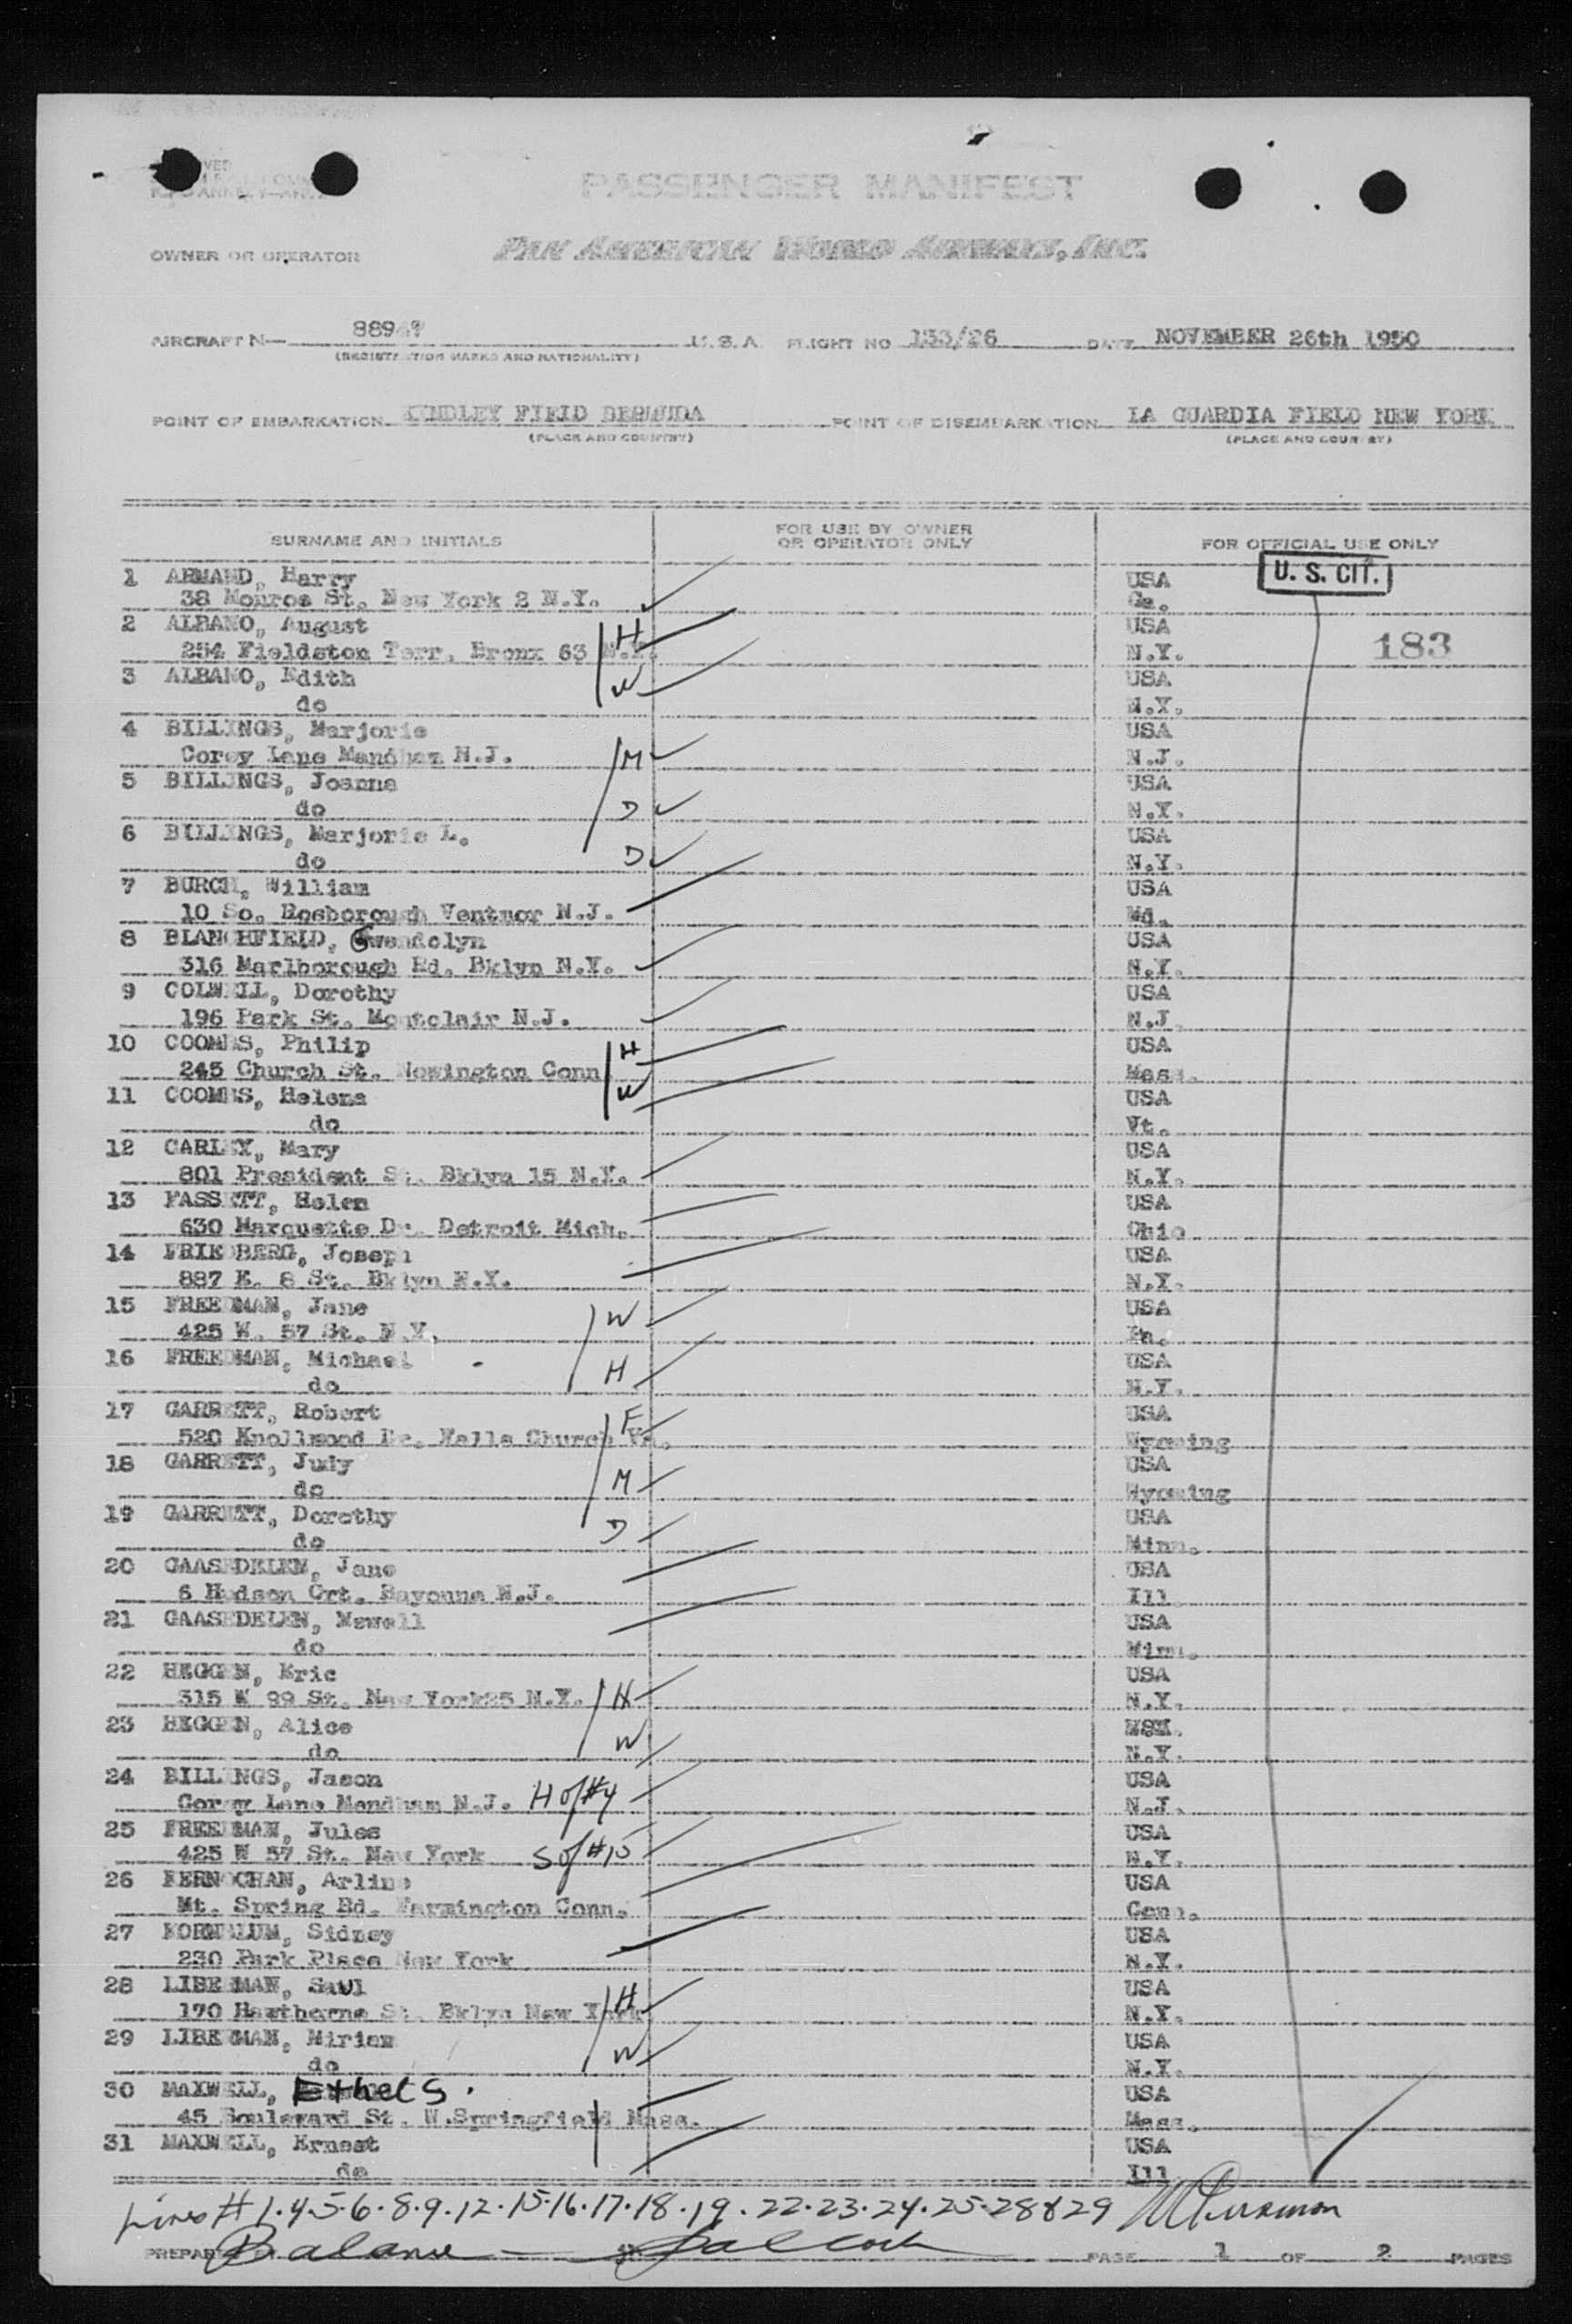 PASSENGER MANIFEST
OWNER OR OPERATOR PAN AMERICAN WORLD AIRWAYS, INC.
AIRCRAFT N— U.S.A. FLIGHT NO 133/26 DATE NOVEMBER 26th 1950
(REGISTRATION MARKS AND NATIONALITY)
POINT OF EMBARKATION KINDLEY FIELD BERMUDA POINT OF DISEMBARKATION LA GUARDIA FIELD NEW YORK
(PLACE AND COUNTRY) (PLACE AND COUNTRY)
SURNAME AND INITIALS FOR USE BY OWNER OR OPERATOR ONLY FOR OFFICIAL USE ONLY
U. S. CIT.
1 Harry USA
38 Monroe St. New York 2 N.Y. Ga.
2 ALBANO, August H USA
254 Fieldston Terr. Bronx 63 N.Y. N.Y. 183
3 ALBANO, Edith W USA
do N.Y.
4 BILLINGS, Marjorie USA
Corey Lane Mendham N.J. M N.J.
5 BILLINGS, Joanne USA
do D N.Y.
6 BILLINGS, Marjorie L. USA
do D N.Y.
7 BURCH, William USA
10 So. Rosborough Ventnor N.J. Md.
8 BLANCHFIELD, Gwendolyn USA
316 Marlborough Rd. Bklyn N.Y. N.Y.
9 COLWELL, Dorothy USA
196 Park St. Montclair N.J. N.J.
10 COOMBS, Philip H USA
245 Church St. Newington Conn W Mass.
11 COOMBS, Helena USA
do Vt.
12 CARLEY, Mary USA
801 President St. Bklyn 15 N.Y. N.Y.
13 FASSETT, Helen USA
630 Marquette Dr. Detroit Mich. Ohio
14 FRIEDBERG, Joseph USA
887 E. 8 St. Bklyn N.Y. N.Y.
15 FREEDMAN, Jane W USA
425 W. 57 St. N.Y. Pa.
16 FREEDMAN, Michael H USA
do N.Y.
17 GARRETT, Robert F USA
520 Knollwood Dr. Falls Church Va. Wyoming
18 GARRETT, Judy M USA
do Wyoming
19 GARRETT, Dorothy D USA
do Minn.
20 GAASEDELEN, Jane USA
6 Hudson Crt. Bayonne N.J. Ill
21 GAASEDELEN, USA
do Minn.
22 HEGGEN, Eric USA
315 W 99 St. New York25 N.Y. H N.Y.
23 HEGGEN, Alice W
do N.Y.
24 BILLINGS, Jason USA
Corey Lane Mendham N.J. H of #4 N.J.
25 FREEDMAN, Jules USA
425 W 57 St. New York S of #15 N.Y.
26 KERNOCHAN, Arline USA
Mt. Spring Rd. Farmington Conn. Conn.
27 KORNBLUM, Sidney USA
230 Park Place New York N.Y.
28 LIBERMAN, Saul H USA
170 Hawthorne St. Bklyn New York N.Y.
29 LIBERMAN, Miriam W USA
do N.Y.
30 MAXWELL, Ethel S. USA
45 Boulevard St. W.Springfield Mass. Mass.
31 MAXWELL, Ernest USA
do Ill
Lines # 1.4.5.6.8.9.12.15.16.17.18.19.22.23.24.25.28 & 29
Balance — PAGE 1 OF 2 PAGES